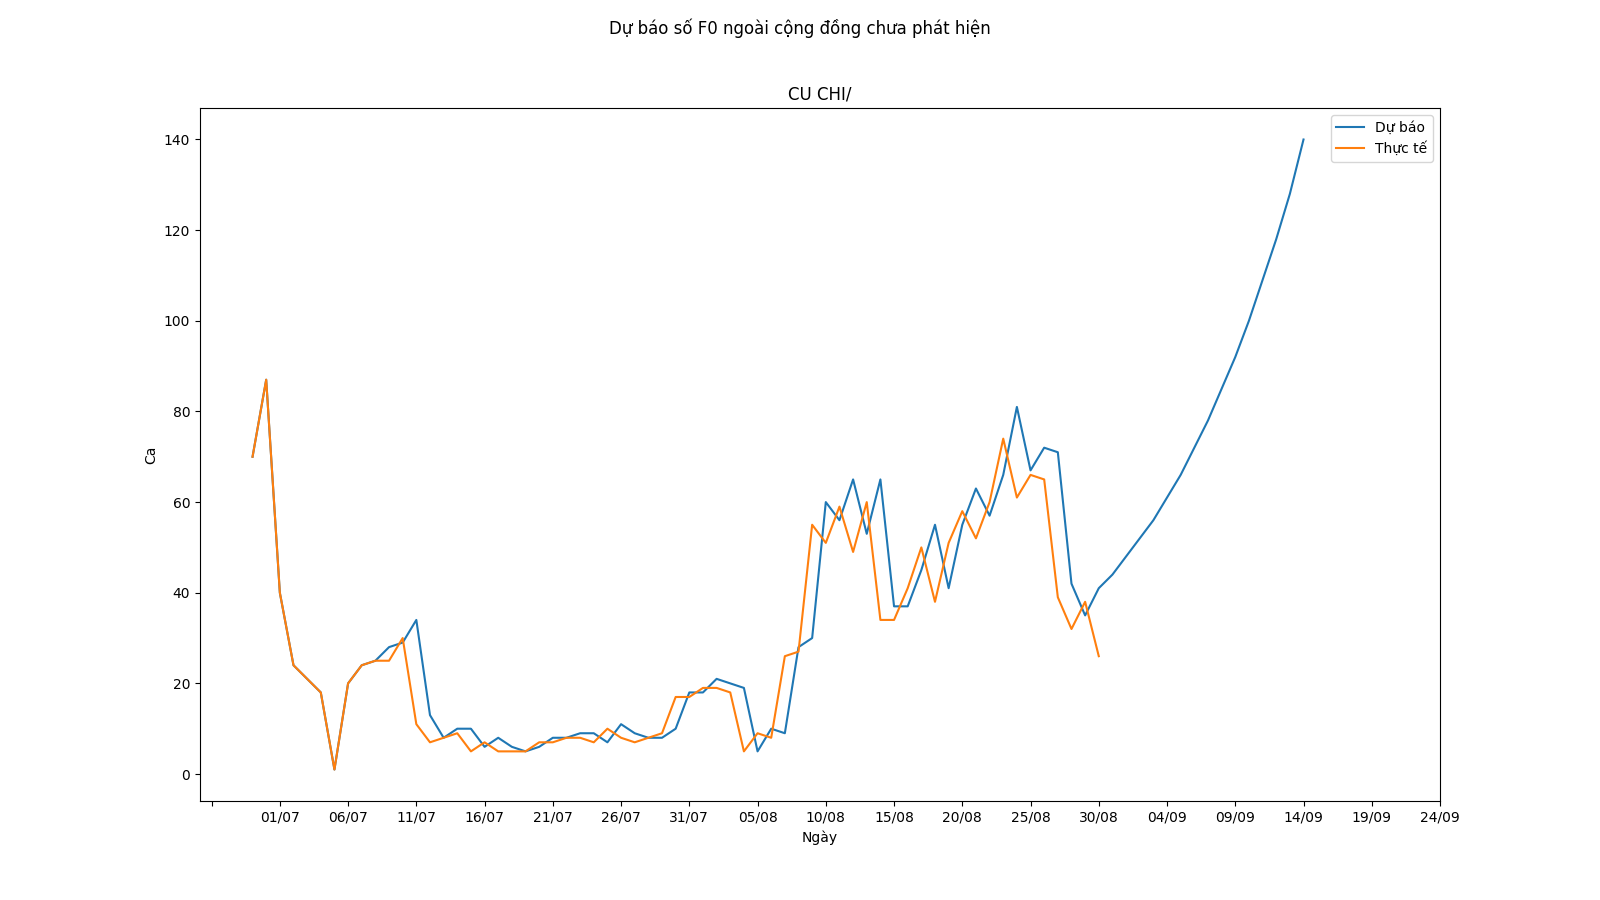 Dự báo số F0 ngoài cộng đồng chưa phát hiện
CU CHI/
Dự báo
Thực tế
140
120
100
80
60
40
20
0
Ca
01/07 06/07 11/07 16/07 21/07 26/07 31/07 05/08 10/08 15/08 20/08 25/08 30/08 04/09 09/09 14/09 19/09 24/09
Ngày